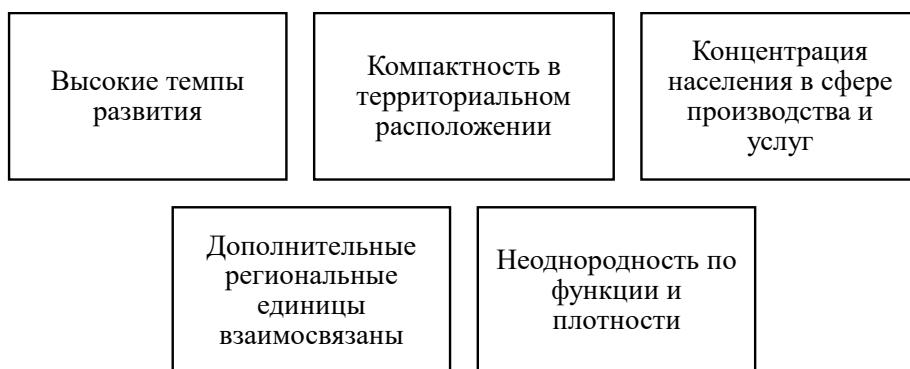 Высокие темпы
развития
Компактность в
территориальном
расположении
Концентрация
населения в сфере
производства и
услуг
Дополнительные
региональные
единицы
взаимосвязаны
Неоднородность по
функции и
плотности